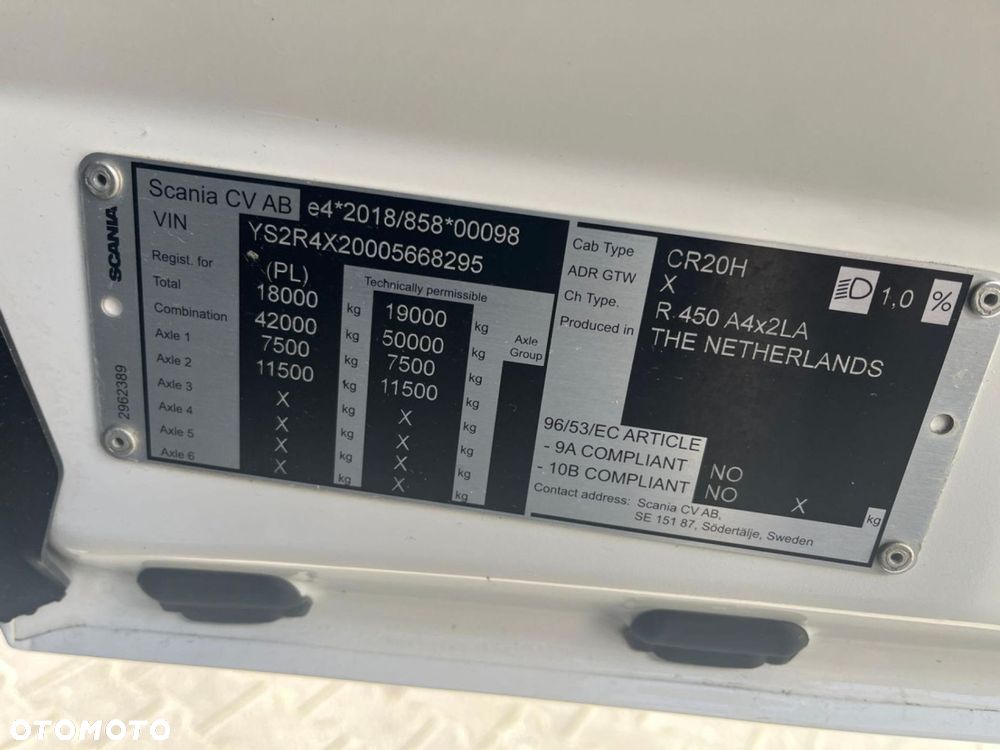 SCANIA
2962389
Scania CV AB e4*2018/858*00098
VIN YS2R4X20005668295
Regist. for (PL) Technically permissible
Total 18000 kg 19000 kg
Combination 42000 kg 50000 kg Axle Group
Axle 1 7500 kg 7500 kg
Axle 2 11500 kg 11500 kg
Axle 3 X kg X kg
Axle 4 X kg X kg
Axle 5 X kg X kg
Axle 6 X kg X kg
Cab Type CR20H
ADR GTW X
Ch Type. R 450 A4x2LA
Produced in THE NETHERLANDS
1,0 %
96/53/EC ARTICLE
- 9A COMPLIANT NO
- 10B COMPLIANT NO X kg
Contact address: Scania CV AB,
SE 151 87, Södertälje, Sweden
OTOMOTO